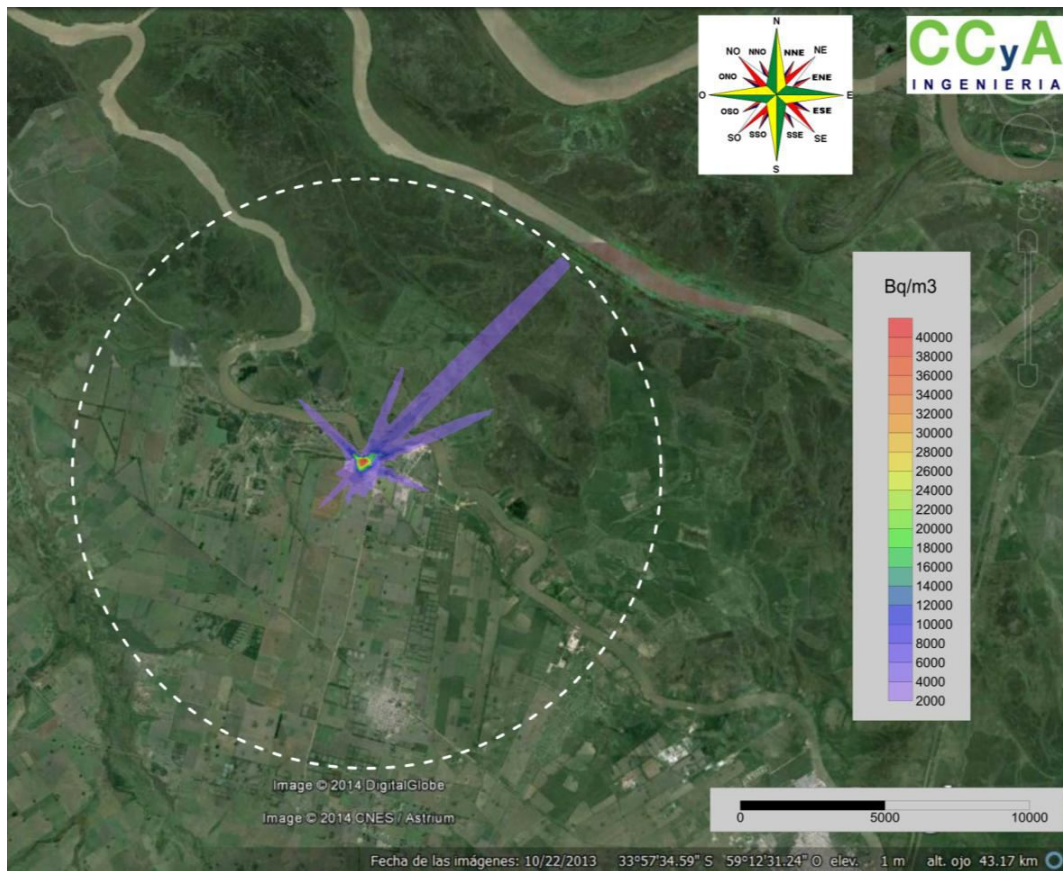 N
NO
NNO
NNE
NE
ONO
ENE
O
E
OSO
ESE
SO
SSO
SSE
SE
S
CCyA
INGENIERIA
Bq/m3
40000
38000
36000
34000
32000
30000
28000
26000
24000
22000
20000
18000
16000
14000
12000
10000
8000
6000
4000
2000
Image © 2014 DigitalGlobe
Image © 2014 CNES / Astrium
0 5000 10000
Fecha de las imágenes: 10/22/2013 33°57'34.59" S 59°12'31.24" O elev. 1 m alt. ojo 43.17 km